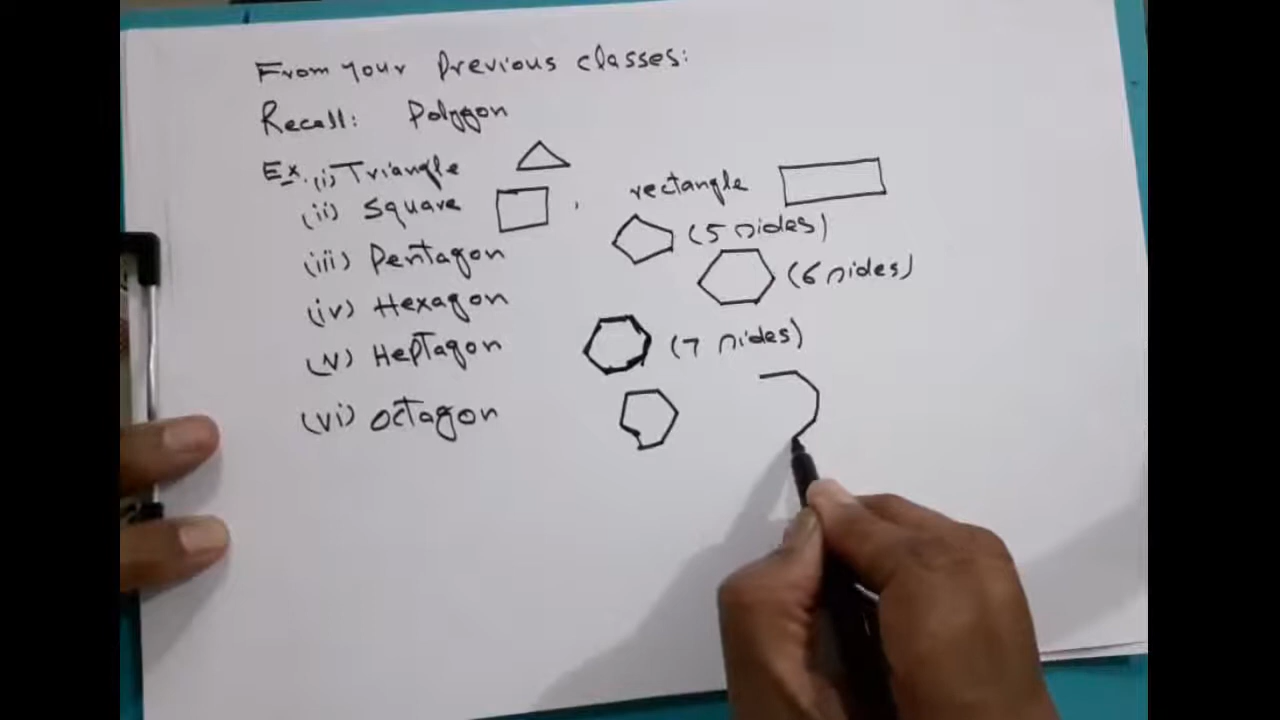 From your Previous classes:
Recall: Polygon
Ex. (i) Triangle
(ii) Square , rectangle
(iii) Pentagon (5 sides)
(iv) Hexagon (6 sides)
(v) Heptagon (7 sides)
(vi) octagon